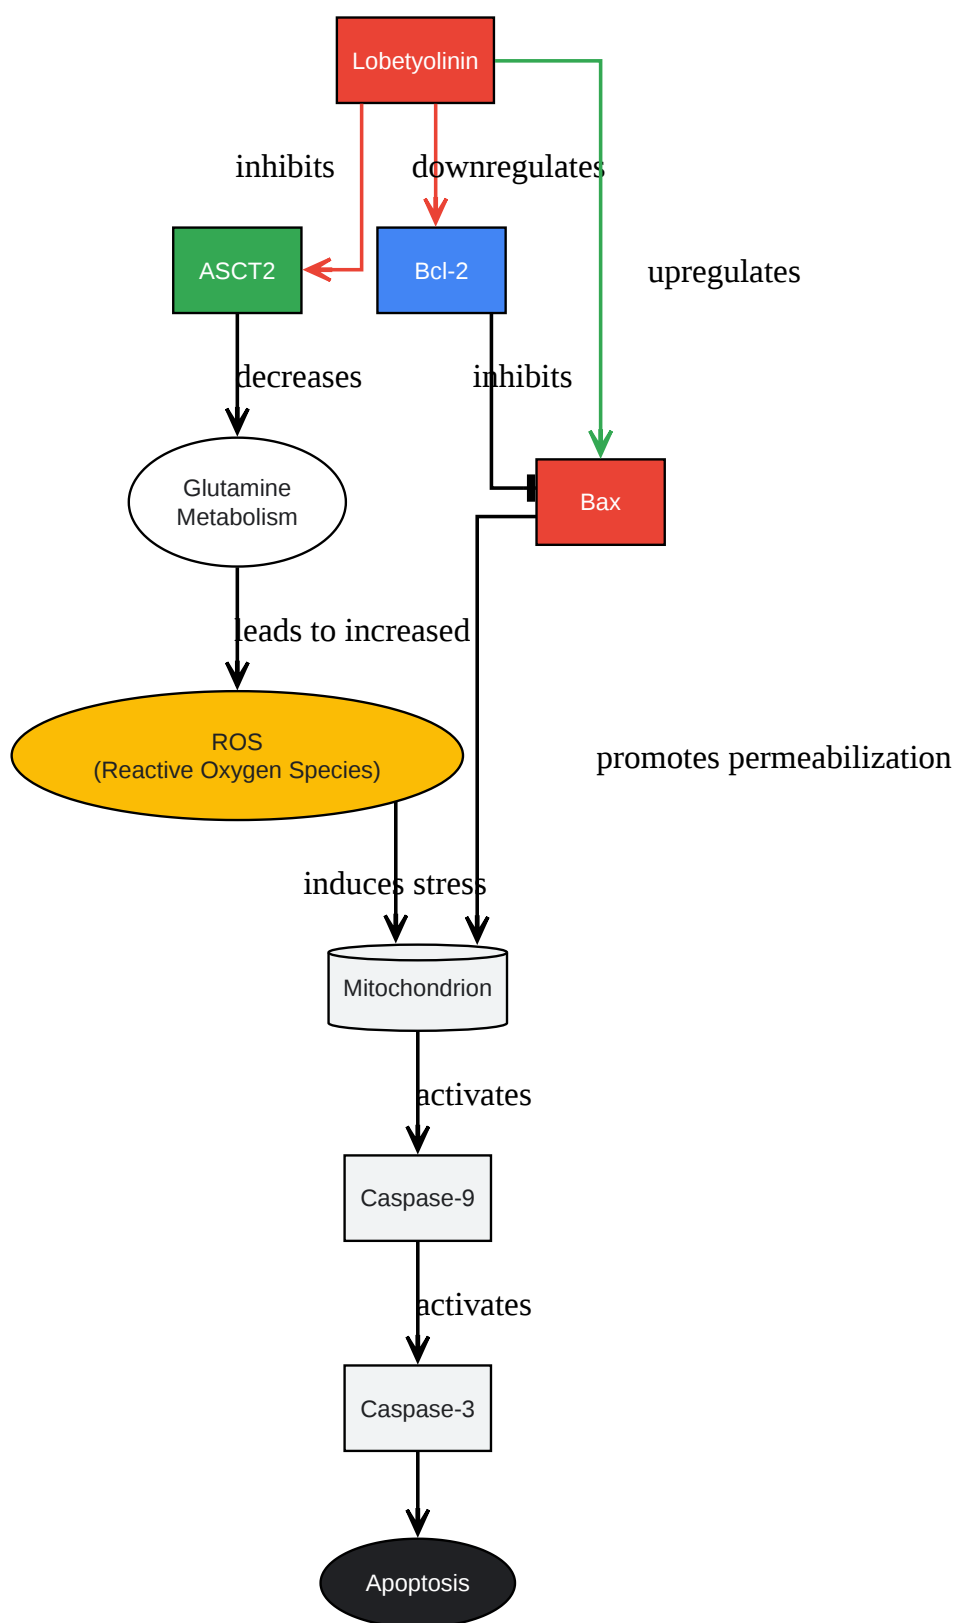 Lobetyolinin
inhibits
downregulates
ASCT2
Bcl-2
upregulates
decreases
inhibits
Glutamine
Metabolism
Bax
leads to increased
ROS
(Reactive Oxygen Species)
promotes permeabilization
induces stress
Mitochondrion
activates
Caspase-9
activates
Caspase-3
Apoptosis